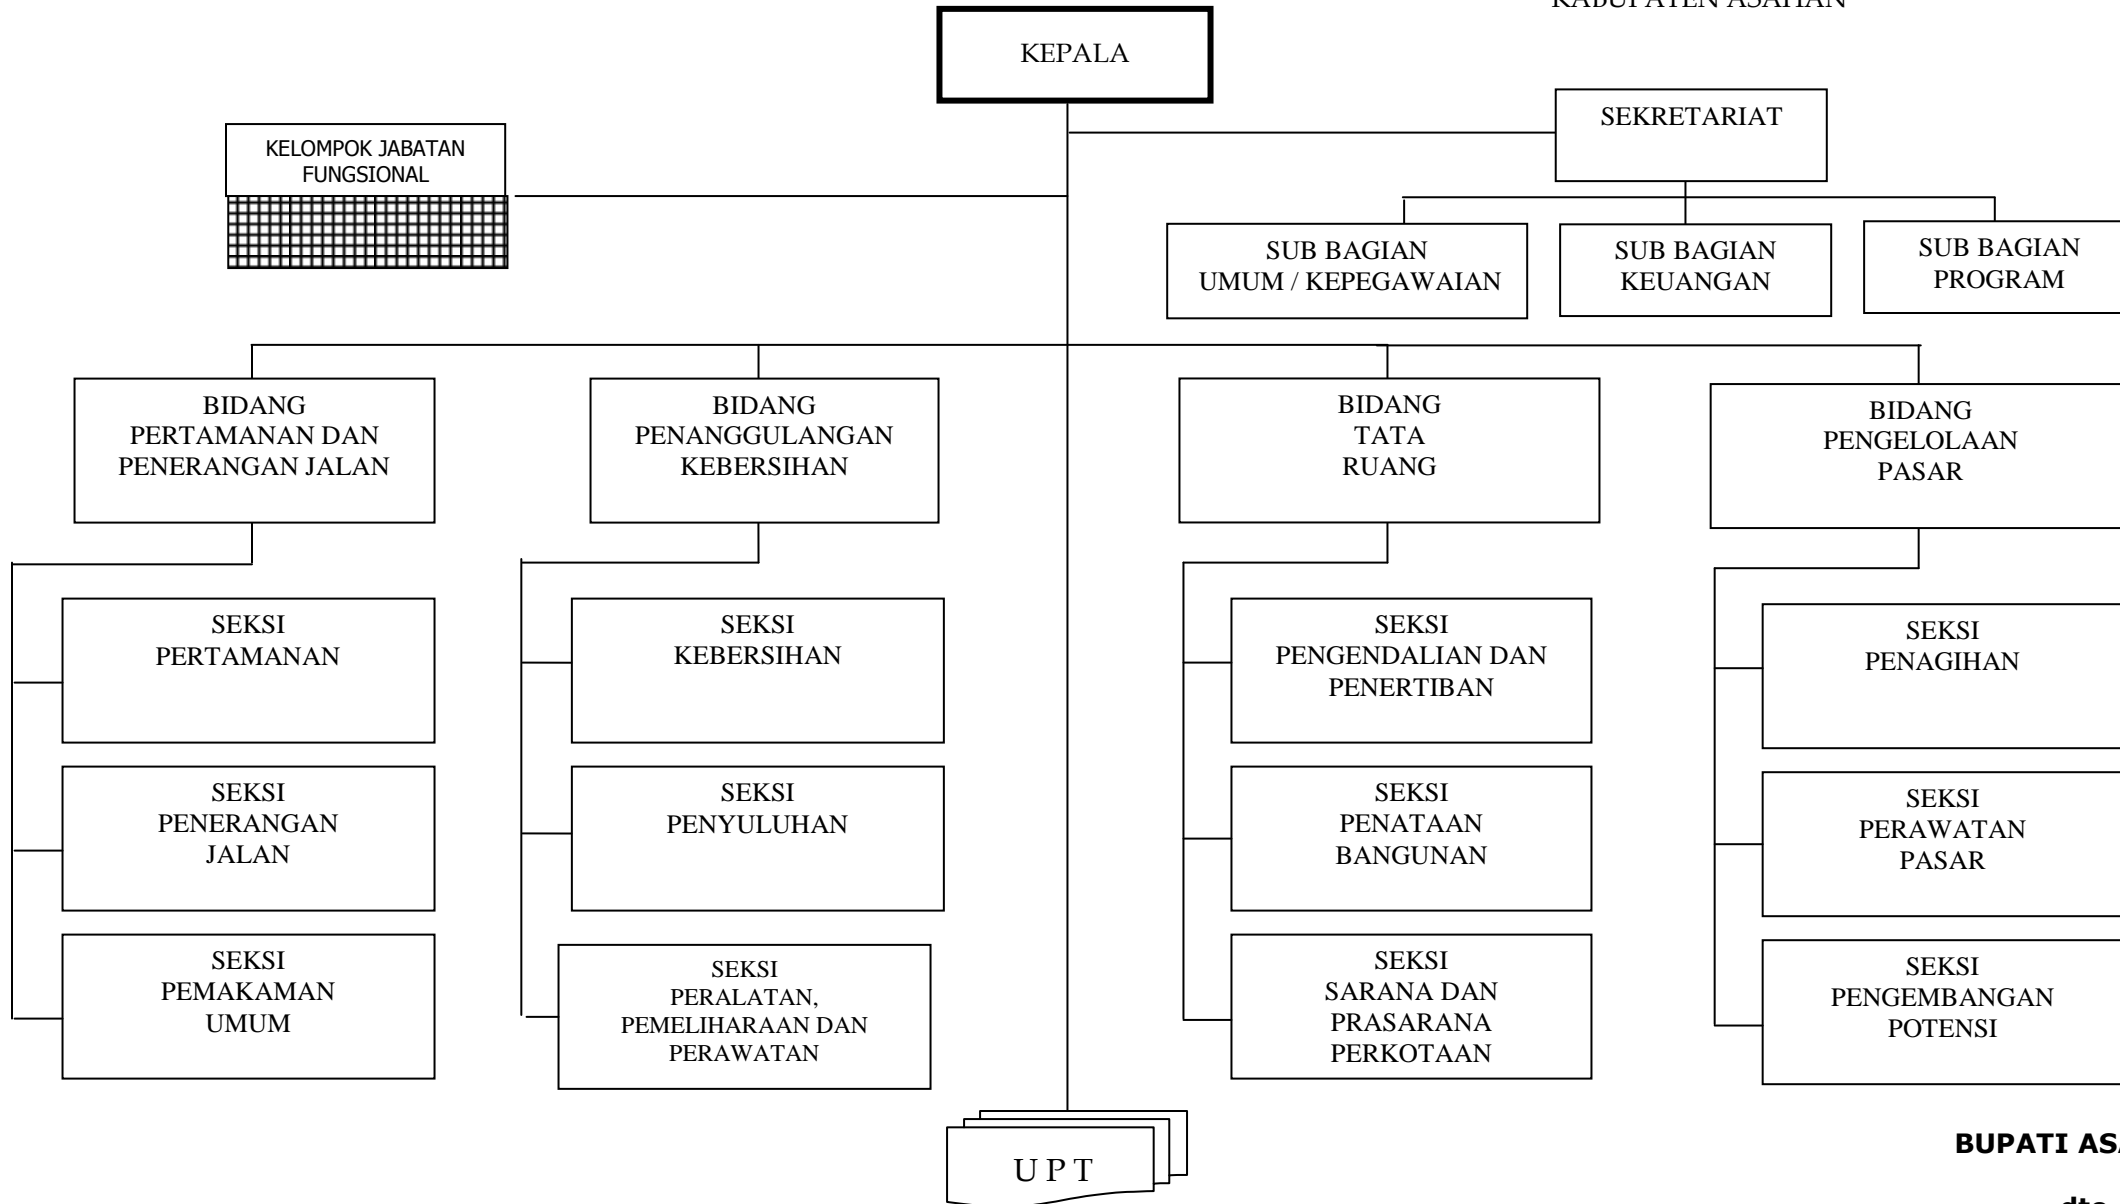 KABUPATEN ASAHAN
KEPALA
SEKRETARIAT
KELOMPOK JABATAN
FUNGSIONAL
SUB BAGIAN
UMUM / KEPEGAWAIAN
SUB BAGIAN
KEUANGAN
SUB BAGIAN
PROGRAM
BIDANG
PERTAMANAN DAN
PENERANGAN JALAN
BIDANG
PENANGGULANGAN
KEBERSIHAN
BIDANG
TATA
RUANG
BIDANG
PENGELOLAAN
PASAR
SEKSI
PERTAMANAN
SEKSI
KEBERSIHAN
SEKSI
PENGENDALIAN DAN
PENERTIBAN
SEKSI
PENAGIHAN
SEKSI
PENERANGAN
JALAN
SEKSI
PENYULUHAN
SEKSI
PENATAAN
BANGUNAN
SEKSI
PERAWATAN
PASAR
SEKSI
PEMAKAMAN
UMUM
SEKSI
PERALATAN,
PEMELIHARAAN DAN
PERAWATAN
SEKSI
SARANA DAN
PRASARANA
PERKOTAAN
SEKSI
PENGEMBANGAN
POTENSI
BUPATI
U P T